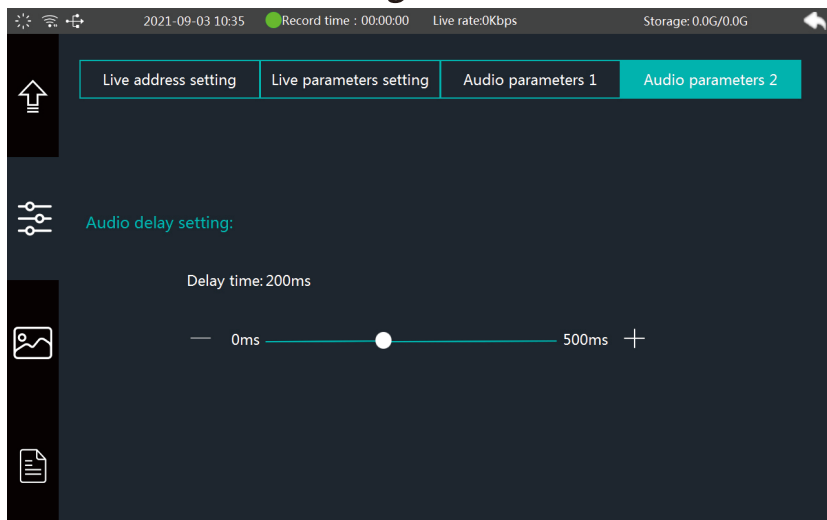 2021-09-03 10:35 Record time : 00:00:00 Live rate:0Kbps Storage: 0.0G/0.0G
Live address setting Live parameters setting Audio parameters 1 Audio parameters 2
Audio delay setting:
Delay time: 200ms
0ms 500ms